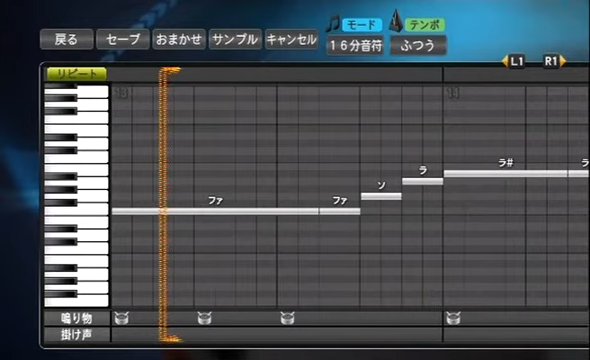 モード テンポ
戻る セーブ おまかせ サンプル キャンセル 16分音符 ふつう
L1 R1
リピート
ラ# ラ
ラ
ソ
ファ ファ
鳴り物
掛け声